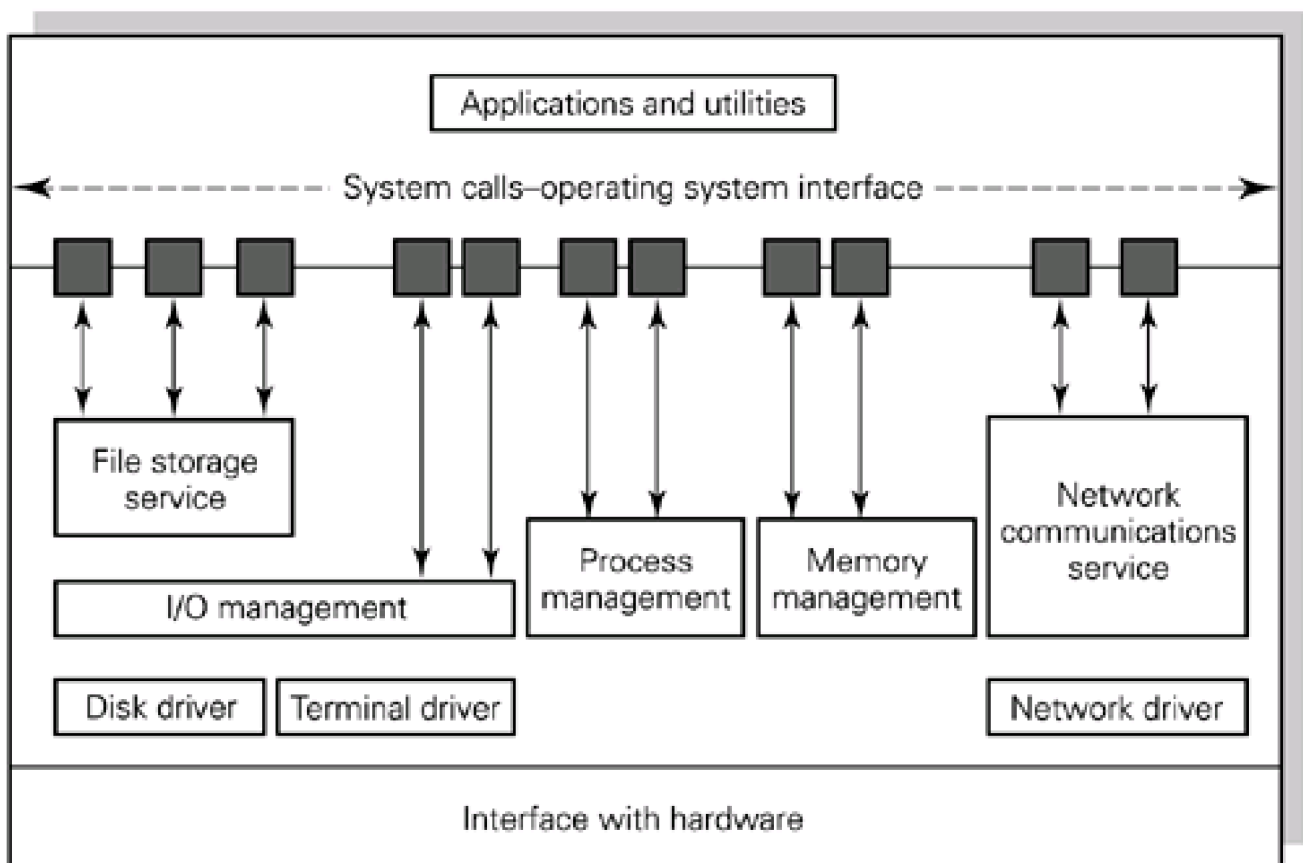 Applications and utilities
System calls–operating system interface
File storage
service
I/O management
Process
management
Memory
management
Network
communications
service
Disk driver
Terminal driver
Network driver
Interface with hardware